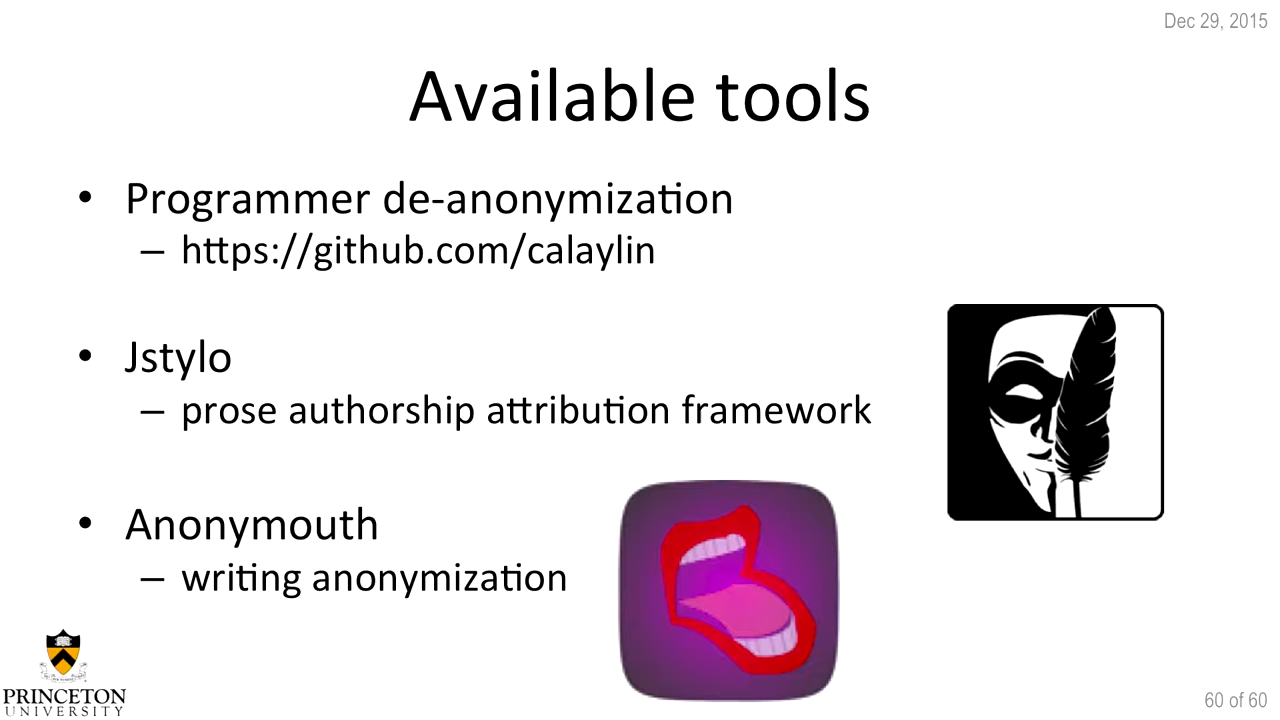 Dec 29, 2015
Available tools
• Programmer de-anonymization
– https://github.com/calaylin
• Jstylo
– prose authorship attribution framework
• Anonymouth
– writing anonymization
PRINCETON
UNIVERSITY
60 of 60